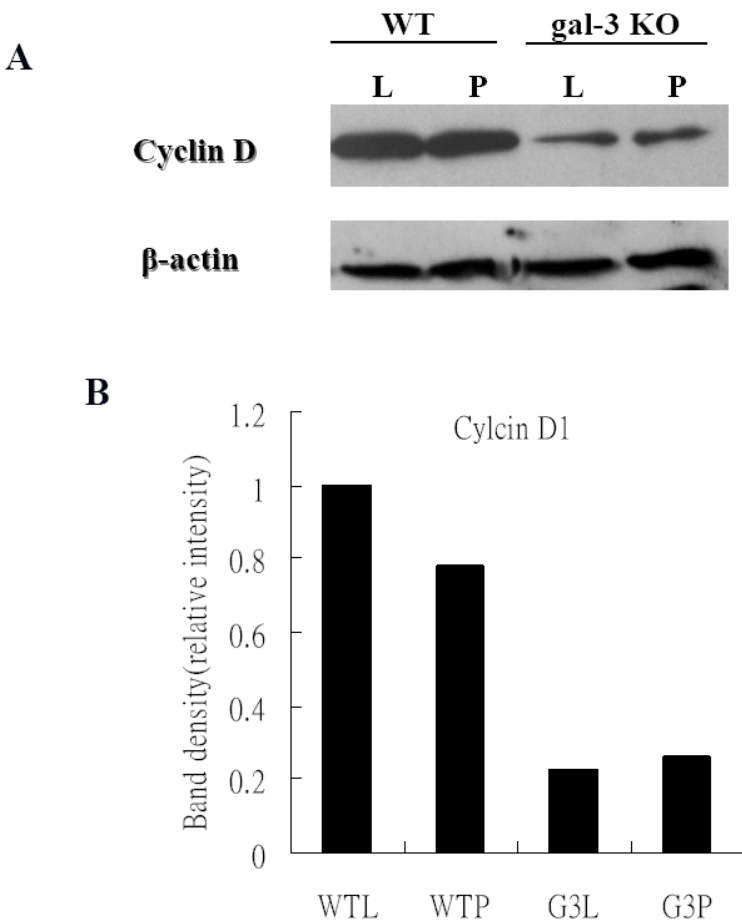 WT gal-3 KO
A
L P L P
Cyclin D
β-actin
B
Cylcin D1
Band density(relative intensity)
1.2
1
0.8
0.6
0.4
0.2
0
WTL WTP G3L G3P